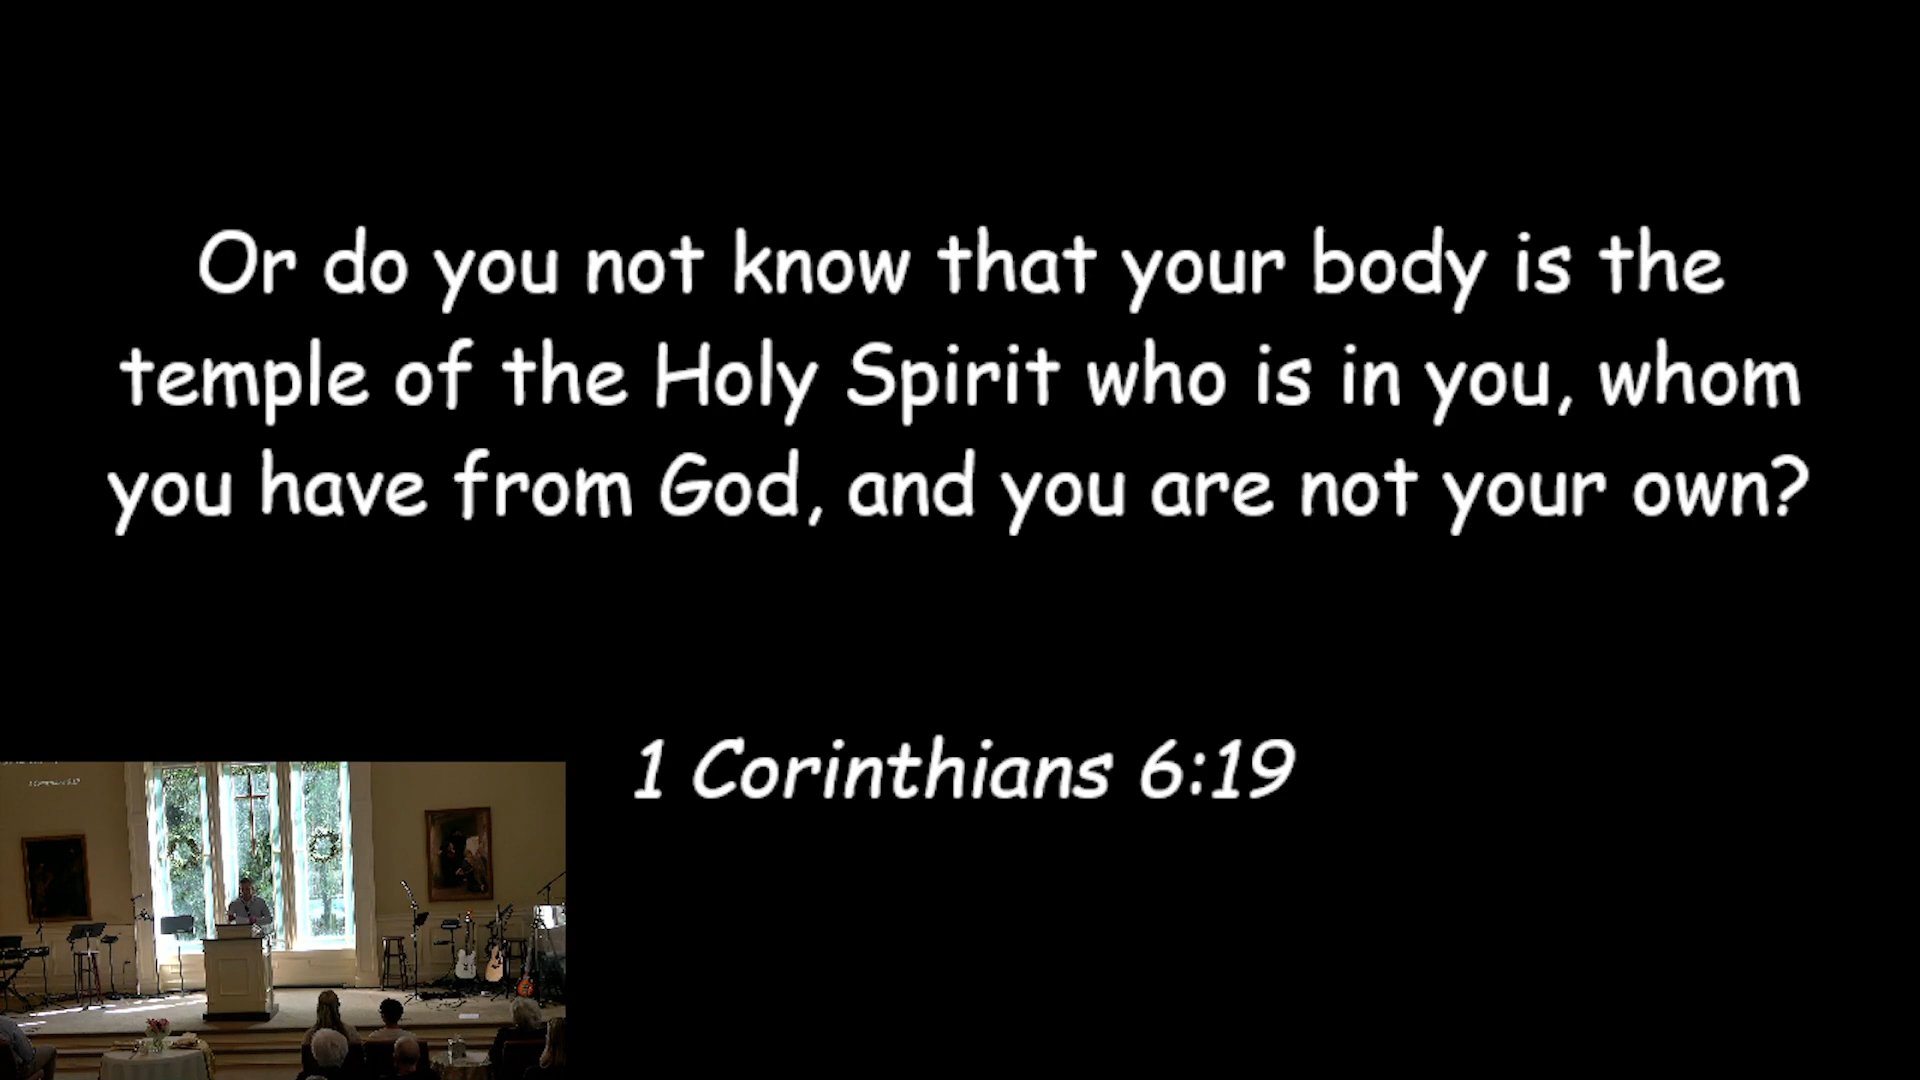 Or do you not know that your body is the
temple of the Holy Spirit who is in you, whom
you have from God, and you are not your own?
1 Corinthians 6:19